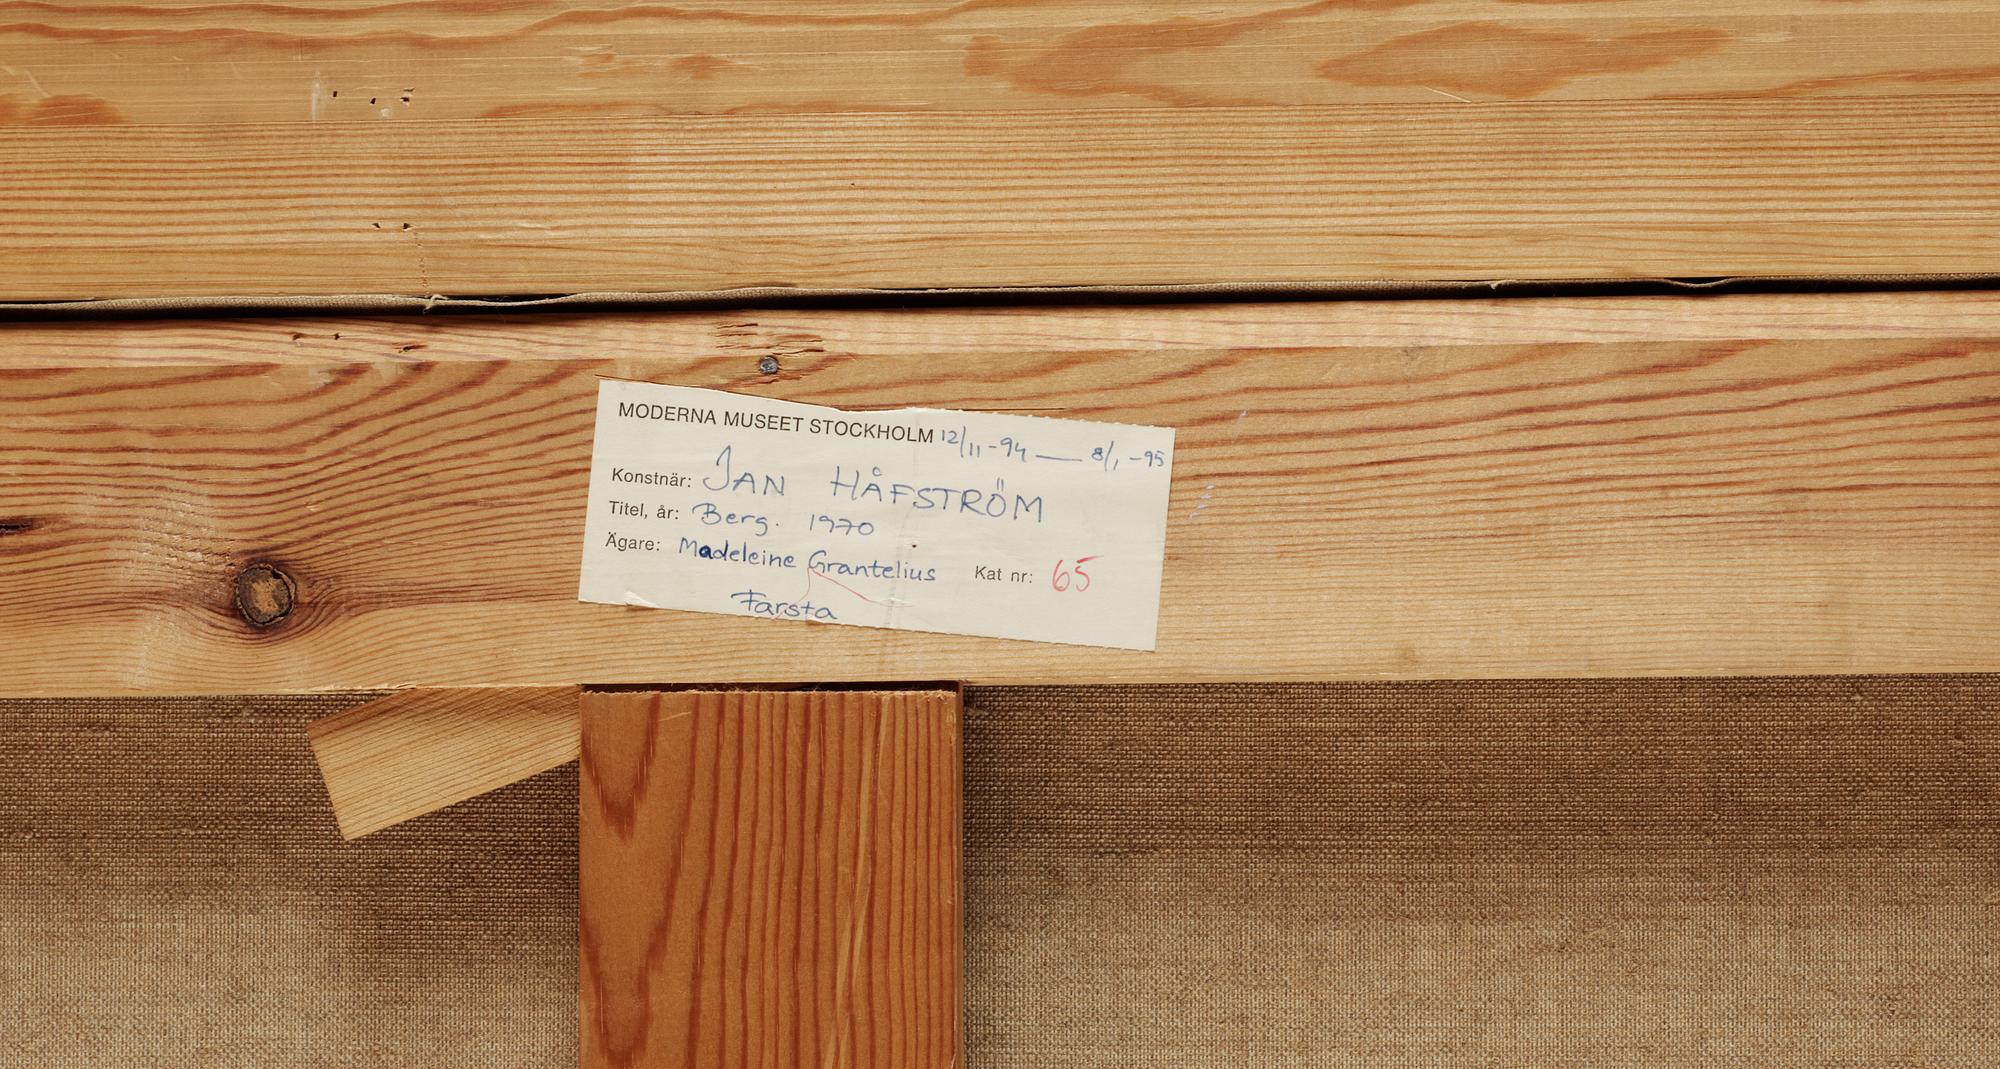 MODERNA MUSEET STOCKHOLM 12/11-94 — 8/1-95
Konstnär: JAN HÅFSTRÖM
Titel, år: Berg. 1970
Ägare: Madeleine Grantelius Kat nr: 65
Farsta